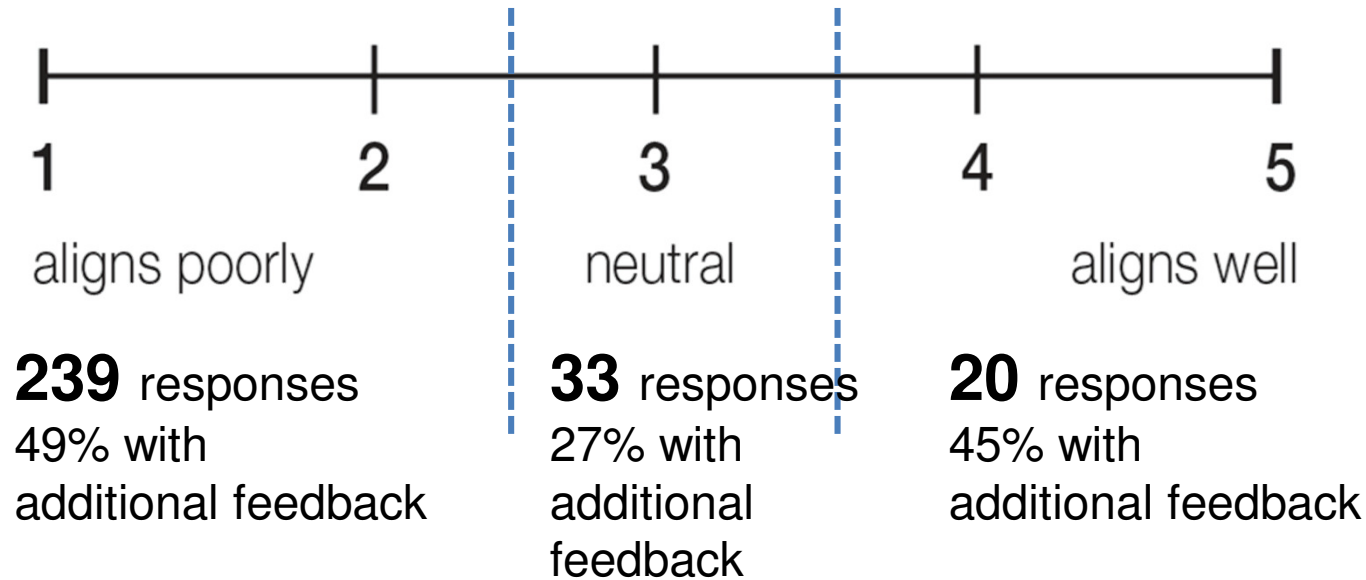 1 2 3 4 5
aligns poorly neutral aligns well
239 responses
49% with
additional feedback
33 responses
27% with
additional
feedback
20 responses
45% with
additional feedback